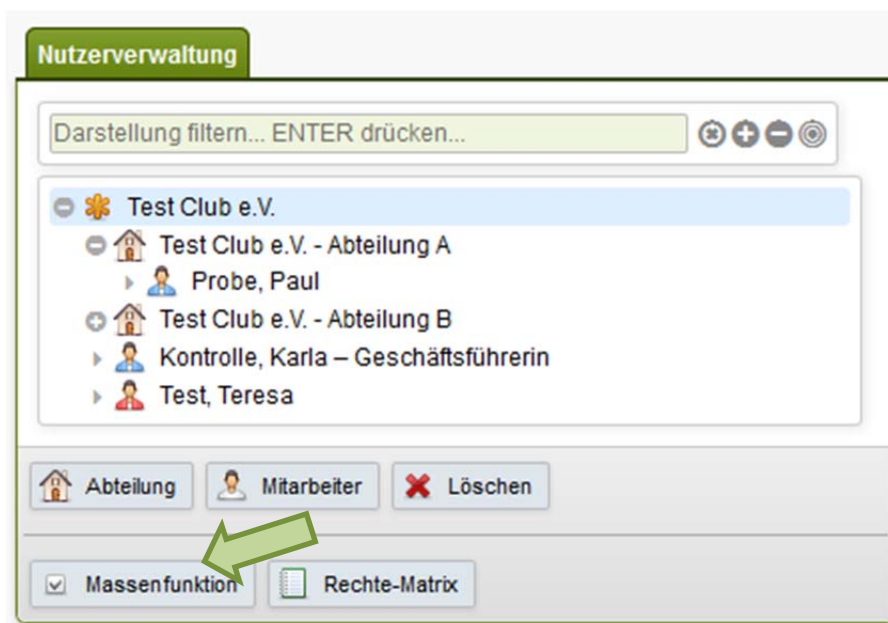 Nutzerverwaltung
Darstellung filtern... ENTER drücken...
Test Club e.V.
Test Club e.V. - Abteilung A
Probe, Paul
Test Club e.V. - Abteilung B
Kontrolle, Karla – Geschäftsführerin
Test, Teresa
Abteilung Mitarbeiter Löschen
Massenfunktion Rechte-Matrix